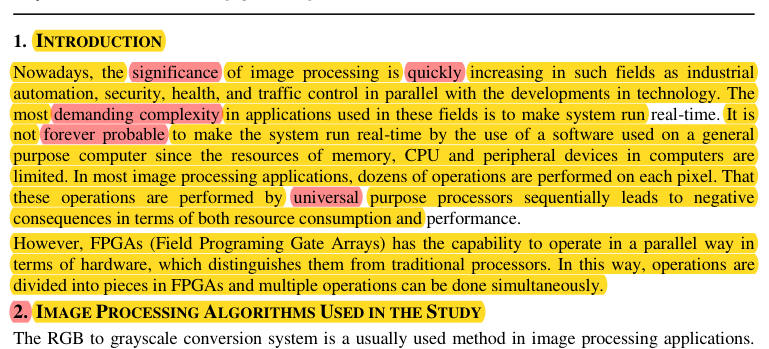 1. INTRODUCTION
Nowadays, the significance of image processing is quickly increasing in such fields as industrial
automation, security, health, and traffic control in parallel with the developments in technology. The
most demanding complexity in applications used in these fields is to make system run real-time. It is
not forever probable to make the system run real-time by the use of a software used on a general
purpose computer since the resources of memory, CPU and peripheral devices in computers are
limited. In most image processing applications, dozens of operations are performed on each pixel. That
these operations are performed by universal purpose processors sequentially leads to negative
consequences in terms of both resource consumption and performance.
However, FPGAs (Field Programing Gate Arrays) has the capability to operate in a parallel way in
terms of hardware, which distinguishes them from traditional processors. In this way, operations are
divided into pieces in FPGAs and multiple operations can be done simultaneously.
2. IMAGE PROCESSING ALGORITHMS USED IN THE STUDY
The RGB to grayscale conversion system is a usually used method in image processing applications.